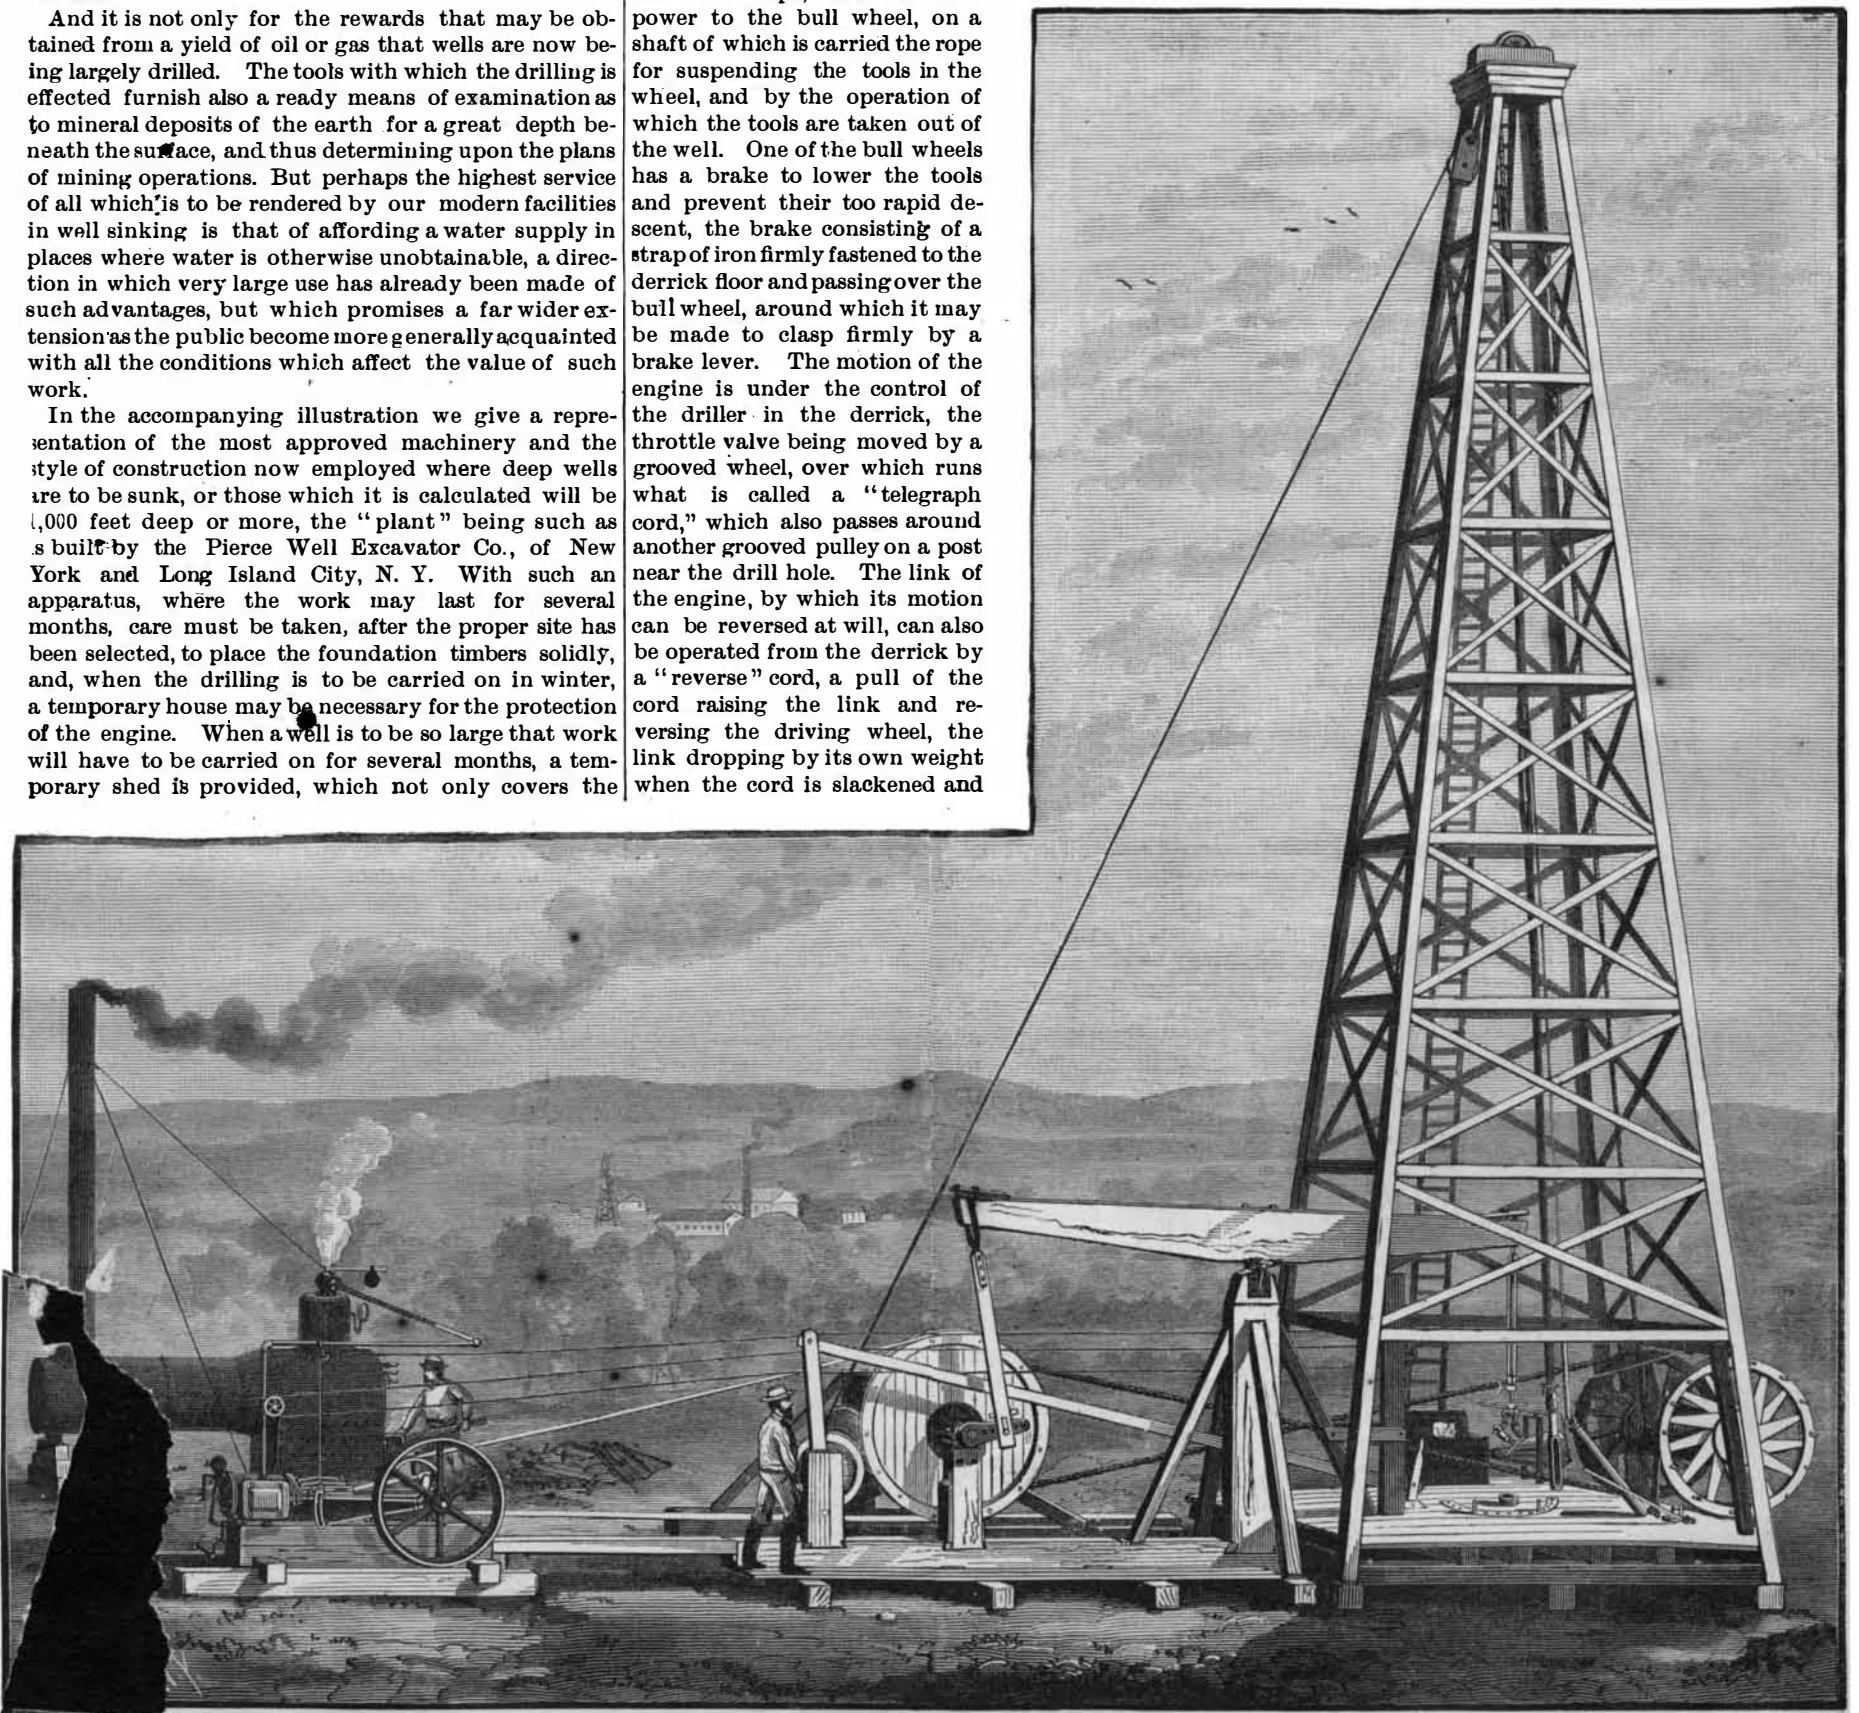 And it is not only for the rewards that may be ob-
tained from a yield of oil or gas that wells are now be-
ing largely drilled. The tools with which the drilling is
effected furnish also a ready means of examination as
to mineral deposits of the earth for a great depth be-
neath the surface, and thus determining upon the plans
of mining operations. But perhaps the highest service
of all which is to be rendered by our modern facilities
in well sinking is that of affording a water supply in
places where water is otherwise unobtainable, a direc-
tion in which very large use has already been made of
such advantages, but which promises a far wider ex-
tension as the public become more generally acquainted
with all the conditions which affect the value of such
work.
In the accompanying illustration we give a repre-
sentation of the most approved machinery and the
style of construction now employed where deep wells
are to be sunk, or those which it is calculated will be
1,000 feet deep or more, the “plant” being such as
is built by the Pierce Well Excavator Co., of New
York and Long Island City, N. Y. With such an
apparatus, where the work may last for several
months, care must be taken, after the proper site has
been selected, to place the foundation timbers solidly,
and, when the drilling is to be carried on in winter,
a temporary house may be necessary for the protection
of the engine. When a well is to be so large that work
will have to be carried on for several months, a tem-
porary shed is provided, which not only covers the
power to the bull wheel, on a
shaft of which is carried the rope
for suspending the tools in the
wheel, and by the operation of
which the tools are taken out of
the well. One of the bull wheels
has a brake to lower the tools
and prevent their too rapid de-
scent, the brake consisting of a
strap of iron firmly fastened to the
derrick floor and passing over the
bull wheel, around which it may
be made to clasp firmly by a
brake lever. The motion of the
engine is under the control of
the driller in the derrick, the
throttle valve being moved by a
grooved wheel, over which runs
what is called a “telegraph
cord,” which also passes around
another grooved pulley on a post
near the drill hole. The link of
the engine, by which its motion
can be reversed at will, can also
be operated from the derrick by
a “reverse” cord, a pull of the
cord raising the link and re-
versing the driving wheel, the
link dropping by its own weight
when the cord is slackened and